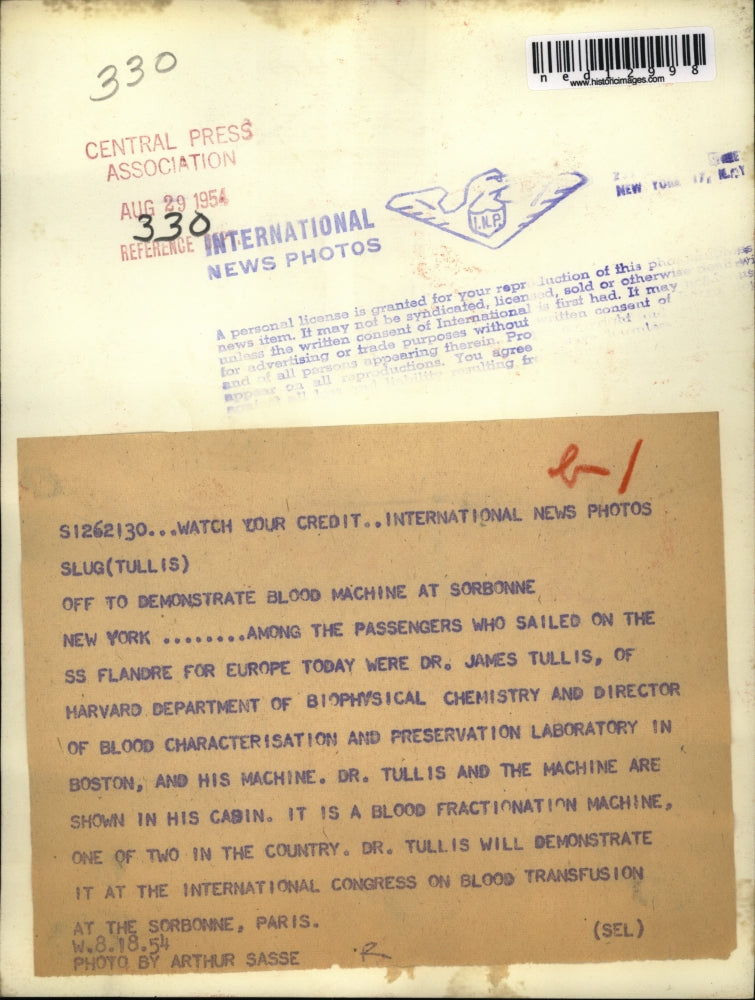 330
ned12998
www.historicimages.com
CENTRAL PRESS
ASSOCIATION
AUG 29 1954
330
REFERENCE
INTERNATIONAL
NEWS PHOTOS
I.N.P.
NEW YORK 17, N.Y
A personal license is granted for your reproduction of this
news item. It may not be syndicated, licensed, sold or otherwise
unless the written consent of International is first had. It may
for advertising or trade purposes without written consent of
and of all persons appearing therein.
appear on all reproductions. You agree
against all liability resulting
b-1
S1262130...WATCH YOUR CREDIT..INTERNATIONAL NEWS PHOTOS
SLUG(TULLIS)
OFF TO DEMONSTRATE BLOOD MACHINE AT SORBONNE
NEW YORK ........AMONG THE PASSENGERS WHO SAILED ON THE
SS FLANDRE FOR EUROPE TODAY WERE DR. JAMES TULLIS, OF
HARVARD DEPARTMENT OF BIOPHYSICAL CHEMISTRY AND DIRECTOR
OF BLOOD CHARACTERISATION AND PRESERVATION LABORATORY IN
BOSTON, AND HIS MACHINE. DR. TULLIS AND THE MACHINE ARE
SHOWN IN HIS CABIN. IT IS A BLOOD FRACTIONATION MACHINE,
ONE OF TWO IN THE COUNTRY. DR. TULLIS WILL DEMONSTRATE
IT AT THE INTERNATIONAL CONGRESS ON BLOOD TRANSFUSION
AT THE SORBONNE, PARIS.
(SEL)
W.8.18.54
PHOTO BY ARTHUR SASSE
R